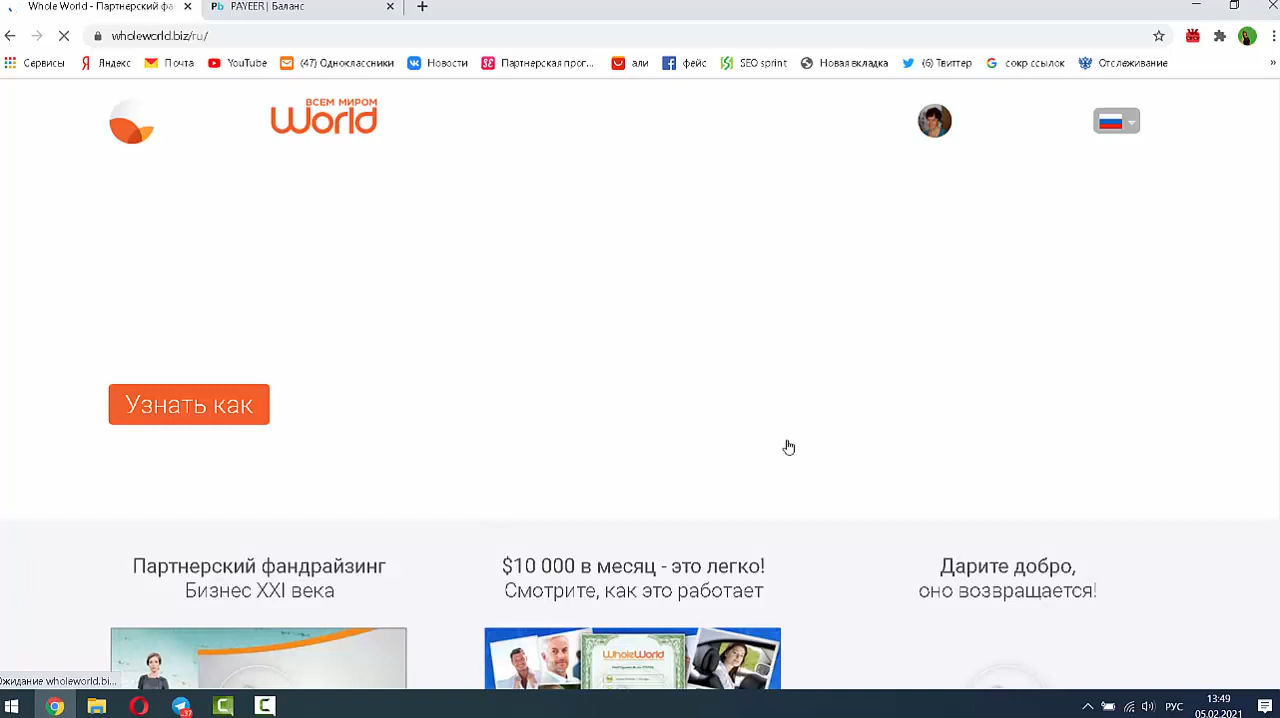 Whole World - Партнерский фа
PAYEER | Баланс
wholeworld.biz/ru/
Сервисы
Яндекс
Почта
YouTube
(47) Одноклассники
Новости
Партнерская прог...
али
фейс
SEO sprint
Новая вкладка
(6) Твиттер
сокр ссылок
Отслеживание
»
ВСЕМ МИРОМ
World
Узнать как
Партнерский фандрайзинг
Бизнес XXI века
$10 000 в месяц - это легко!
Смотрите, как это работает
Дарите добро,
оно возвращается!
WholeWorld
Ожидание wholeworld.bi...
37
РУС
13:49
05.02.2021